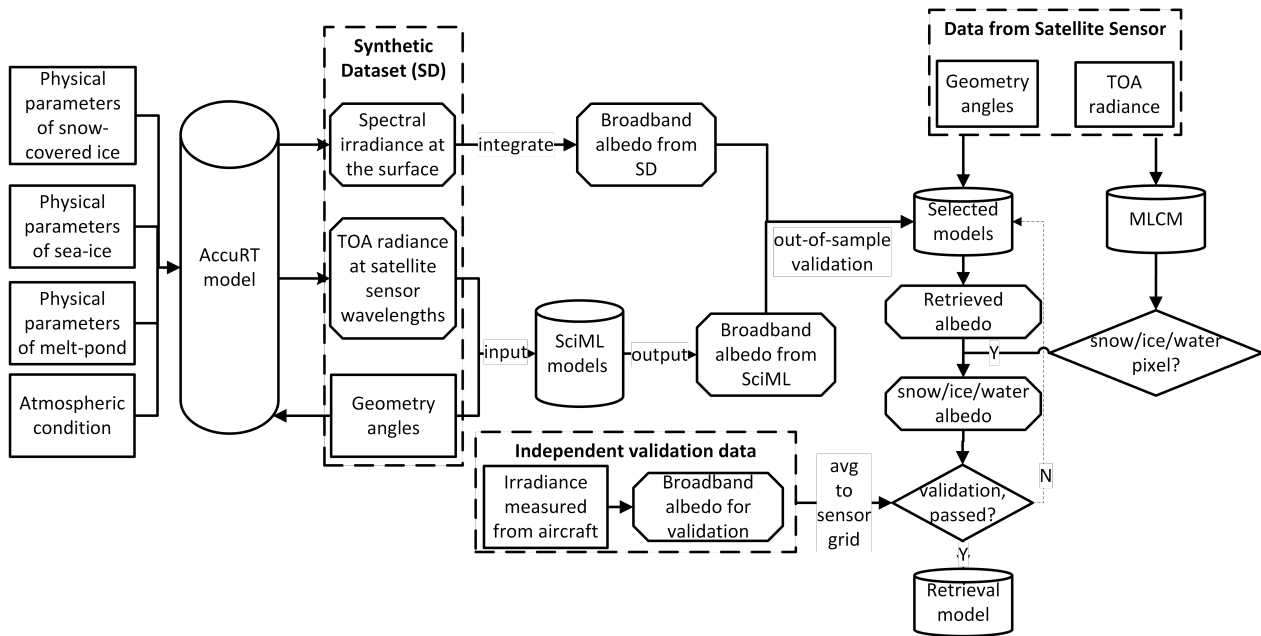 Physical
parameters
of snow-
covered ice
Physical
parameters
of sea-ice
Physical
parameters
of melt-pond
Atmospheric
condition
AccuRT
model
Synthetic
Dataset (SD)
Spectral
irradiance at
the surface
TOA radiance
at satellite
sensor
wavelengths
Geometry
angles
integrate
Broadband
albedo from
SD
input
SciML
models
output
Broadband
albedo from
SciML
out-of-sample
validation
Data from Satellite Sensor
Geometry
angles
TOA
radiance
Selected
models
MLCM
Retrieved
albedo
snow/ice/water
pixel?
Y
snow/ice/water
albedo
Independent validation data
Irradiance
measured
from aircraft
Broadband
albedo for
validation
avg
to
sensor
grid
validation,
passed?
N
Y
Retrieval
model